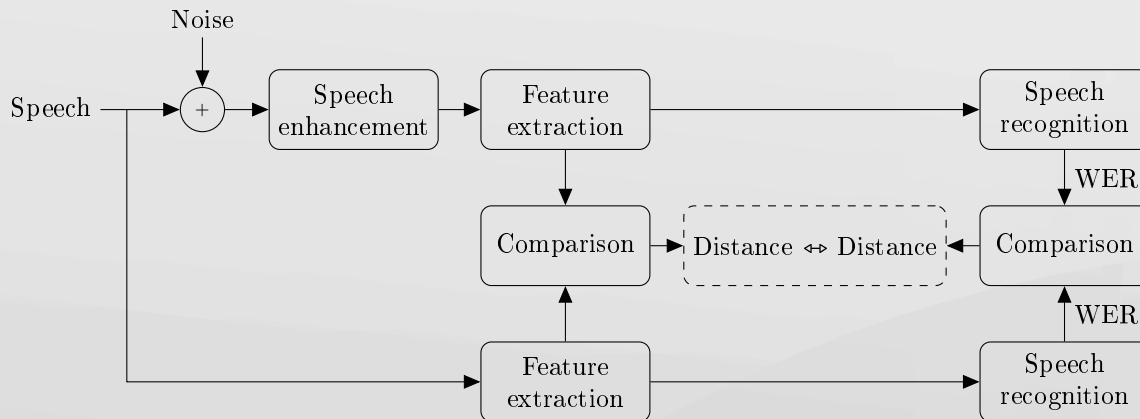 Noise
Speech
+
Speech
enhancement
Feature
extraction
Speech
recognition
WER
Comparison
Distance ⇔ Distance
Comparison
WER
Feature
extraction
Speech
recognition